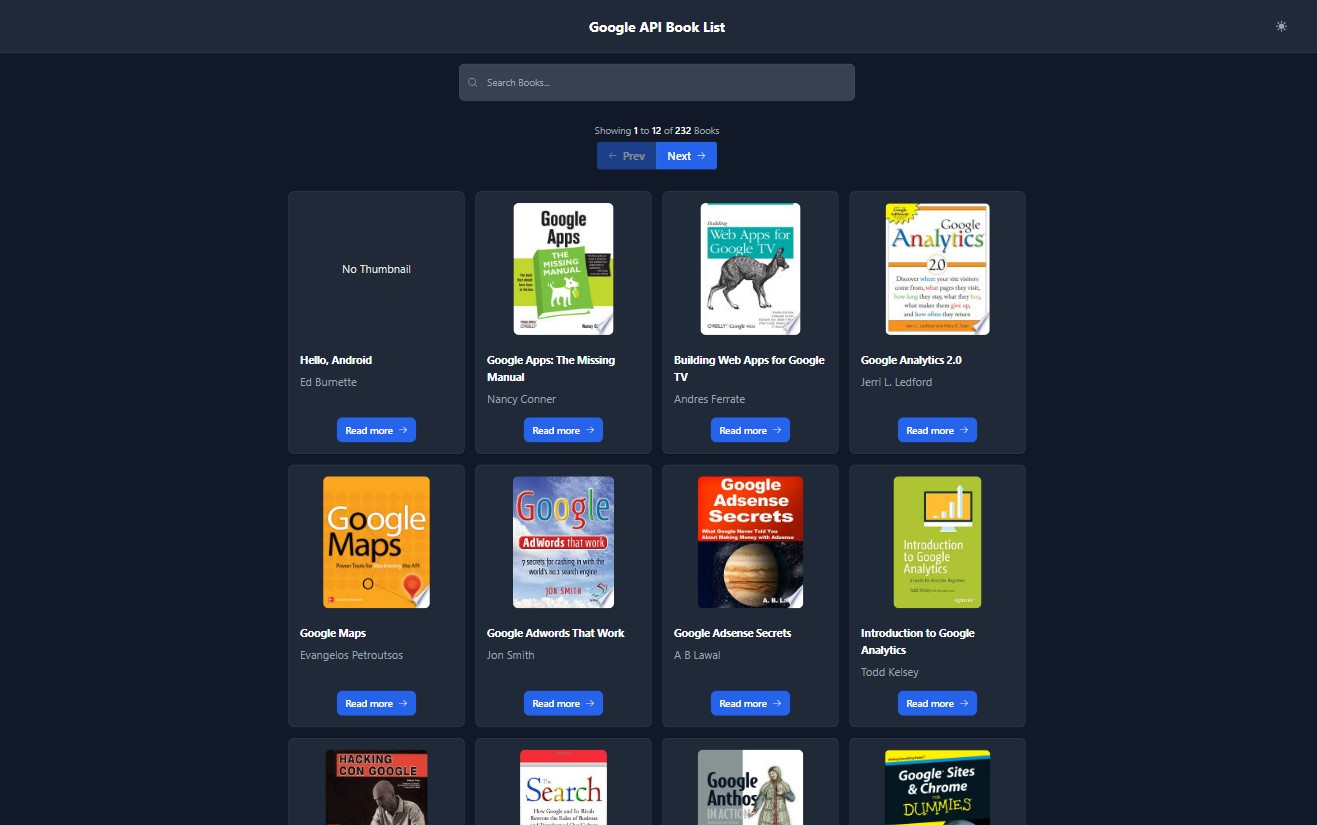 Google API Book List
Search Books...
Showing 1 to 12 of 232 Books
← Prev
Next →
No Thumbnail
Hello, Android
Ed Burnette
Read more →
Google
Apps
THE
MISSING
MANUAL
Google Apps: The Missing
Manual
Nancy Conner
Read more →
Building
Web Apps for
Google TV
O'REILLY
Building Web Apps for Google
TV
Andres Ferrate
Read more →
Google
Analytics
2.0
Discover where your site visitors
come from, what pages they visit,
how long they stay, what they buy,
what makes them give up,
and how often they return
Google Analytics 2.0
Jerri L. Ledford
Read more →
Google
Maps
Power Tools for Maximizing the API
Google Maps
Evangelos Petroutsos
Read more →
Google
AdWords that work
7 secrets for cashing in with the
world's no.1 search engine
JON SMITH
Google Adwords That Work
Jon Smith
Read more →
Google
Adsense
Secrets
What Google Never Told You
About Making Money with Adsense
Google Adsense Secrets
A B Lawal
Read more →
Introduction
to Google
Analytics
A Guide for Absolute Beginners
Todd Kelsey
apress
Introduction to Google
Analytics
Todd Kelsey
Read more →
HACKING
CON GOOGLE
The
Search
How Google and Its Rivals
Rewrote the Rules of Business
Google
Anthos
IN ACTION
Google Sites
& Chrome
FOR
DUMMIES